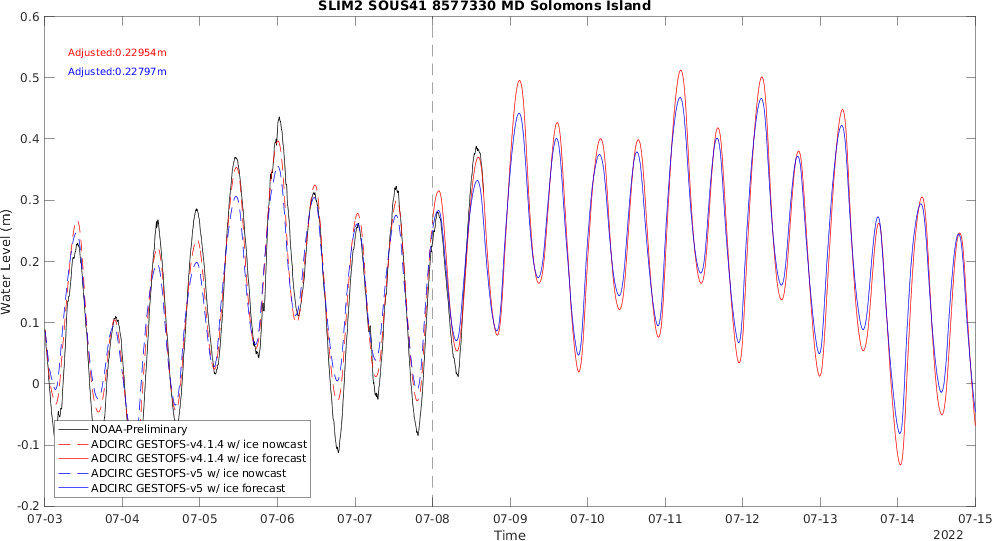 SLIM2 SOUS41 8577330 MD Solomons Island
0.6
0.5
0.4
0.3
0.2
0.1
0
-0.1
-0.2
Water Level (m)
Adjusted:0.22954m
Adjusted:0.22797m
NOAA-Preliminary
ADCIRC GESTOFS-v4.1.4 w/ ice nowcast
ADCIRC GESTOFS-v4.1.4 w/ ice forecast
ADCIRC GESTOFS-v5 w/ ice nowcast
ADCIRC GESTOFS-v5 w/ ice forecast
07-03 07-04 07-05 07-06 07-07 07-08 07-09 07-10 07-11 07-12 07-13 07-14 07-15
Time
2022